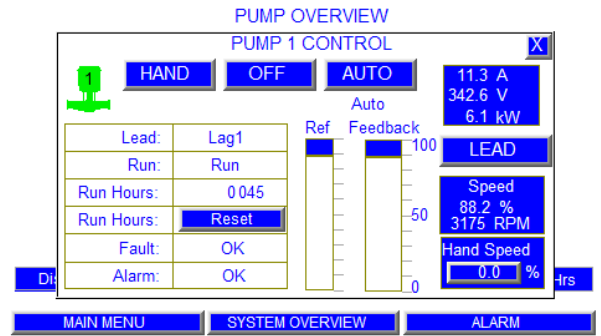 PUMP OVERVIEW
PUMP 1 CONTROL
X
1
HAND OFF AUTO
11.3 A
342.6 V
6.1 kW
Auto
Ref Feedback
100
50
0
LEAD
Lead: Lag1
Run: Run
Run Hours: 0045
Run Hours: Reset
Fault: OK
Alarm: OK
Speed
88.2 %
3175 RPM
Hand Speed
0.0 %
Hrs
MAIN MENU SYSTEM OVERVIEW ALARM